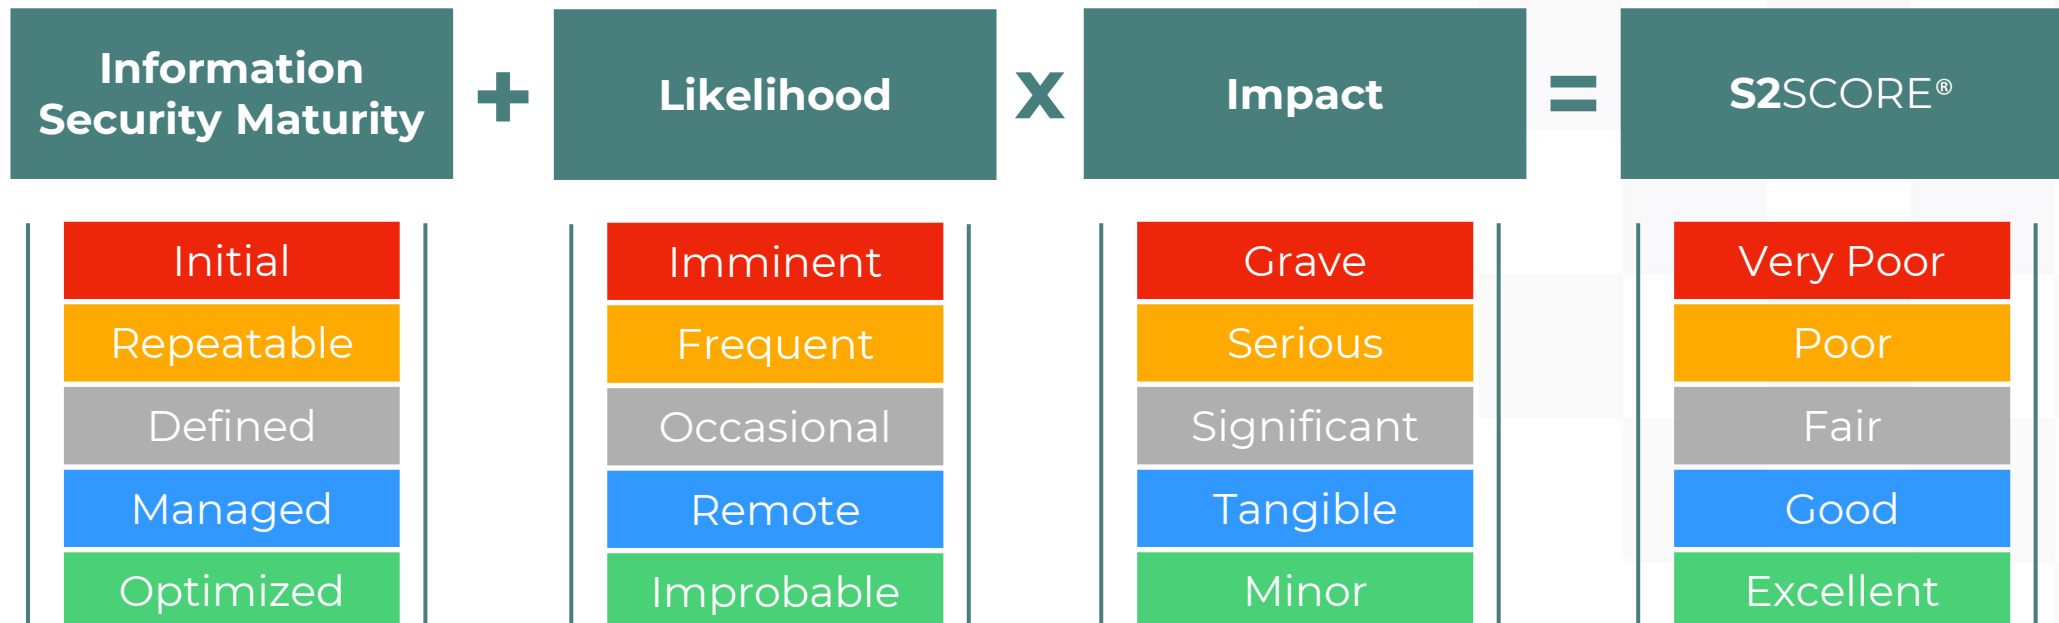 Information
Security Maturity
+
Likelihood
x
Impact
=
S2SCORE®
Initial
Repeatable
Defined
Managed
Optimized
Imminent
Frequent
Occasional
Remote
Improbable
Grave
Serious
Significant
Tangible
Minor
Very Poor
Poor
Fair
Good
Excellent